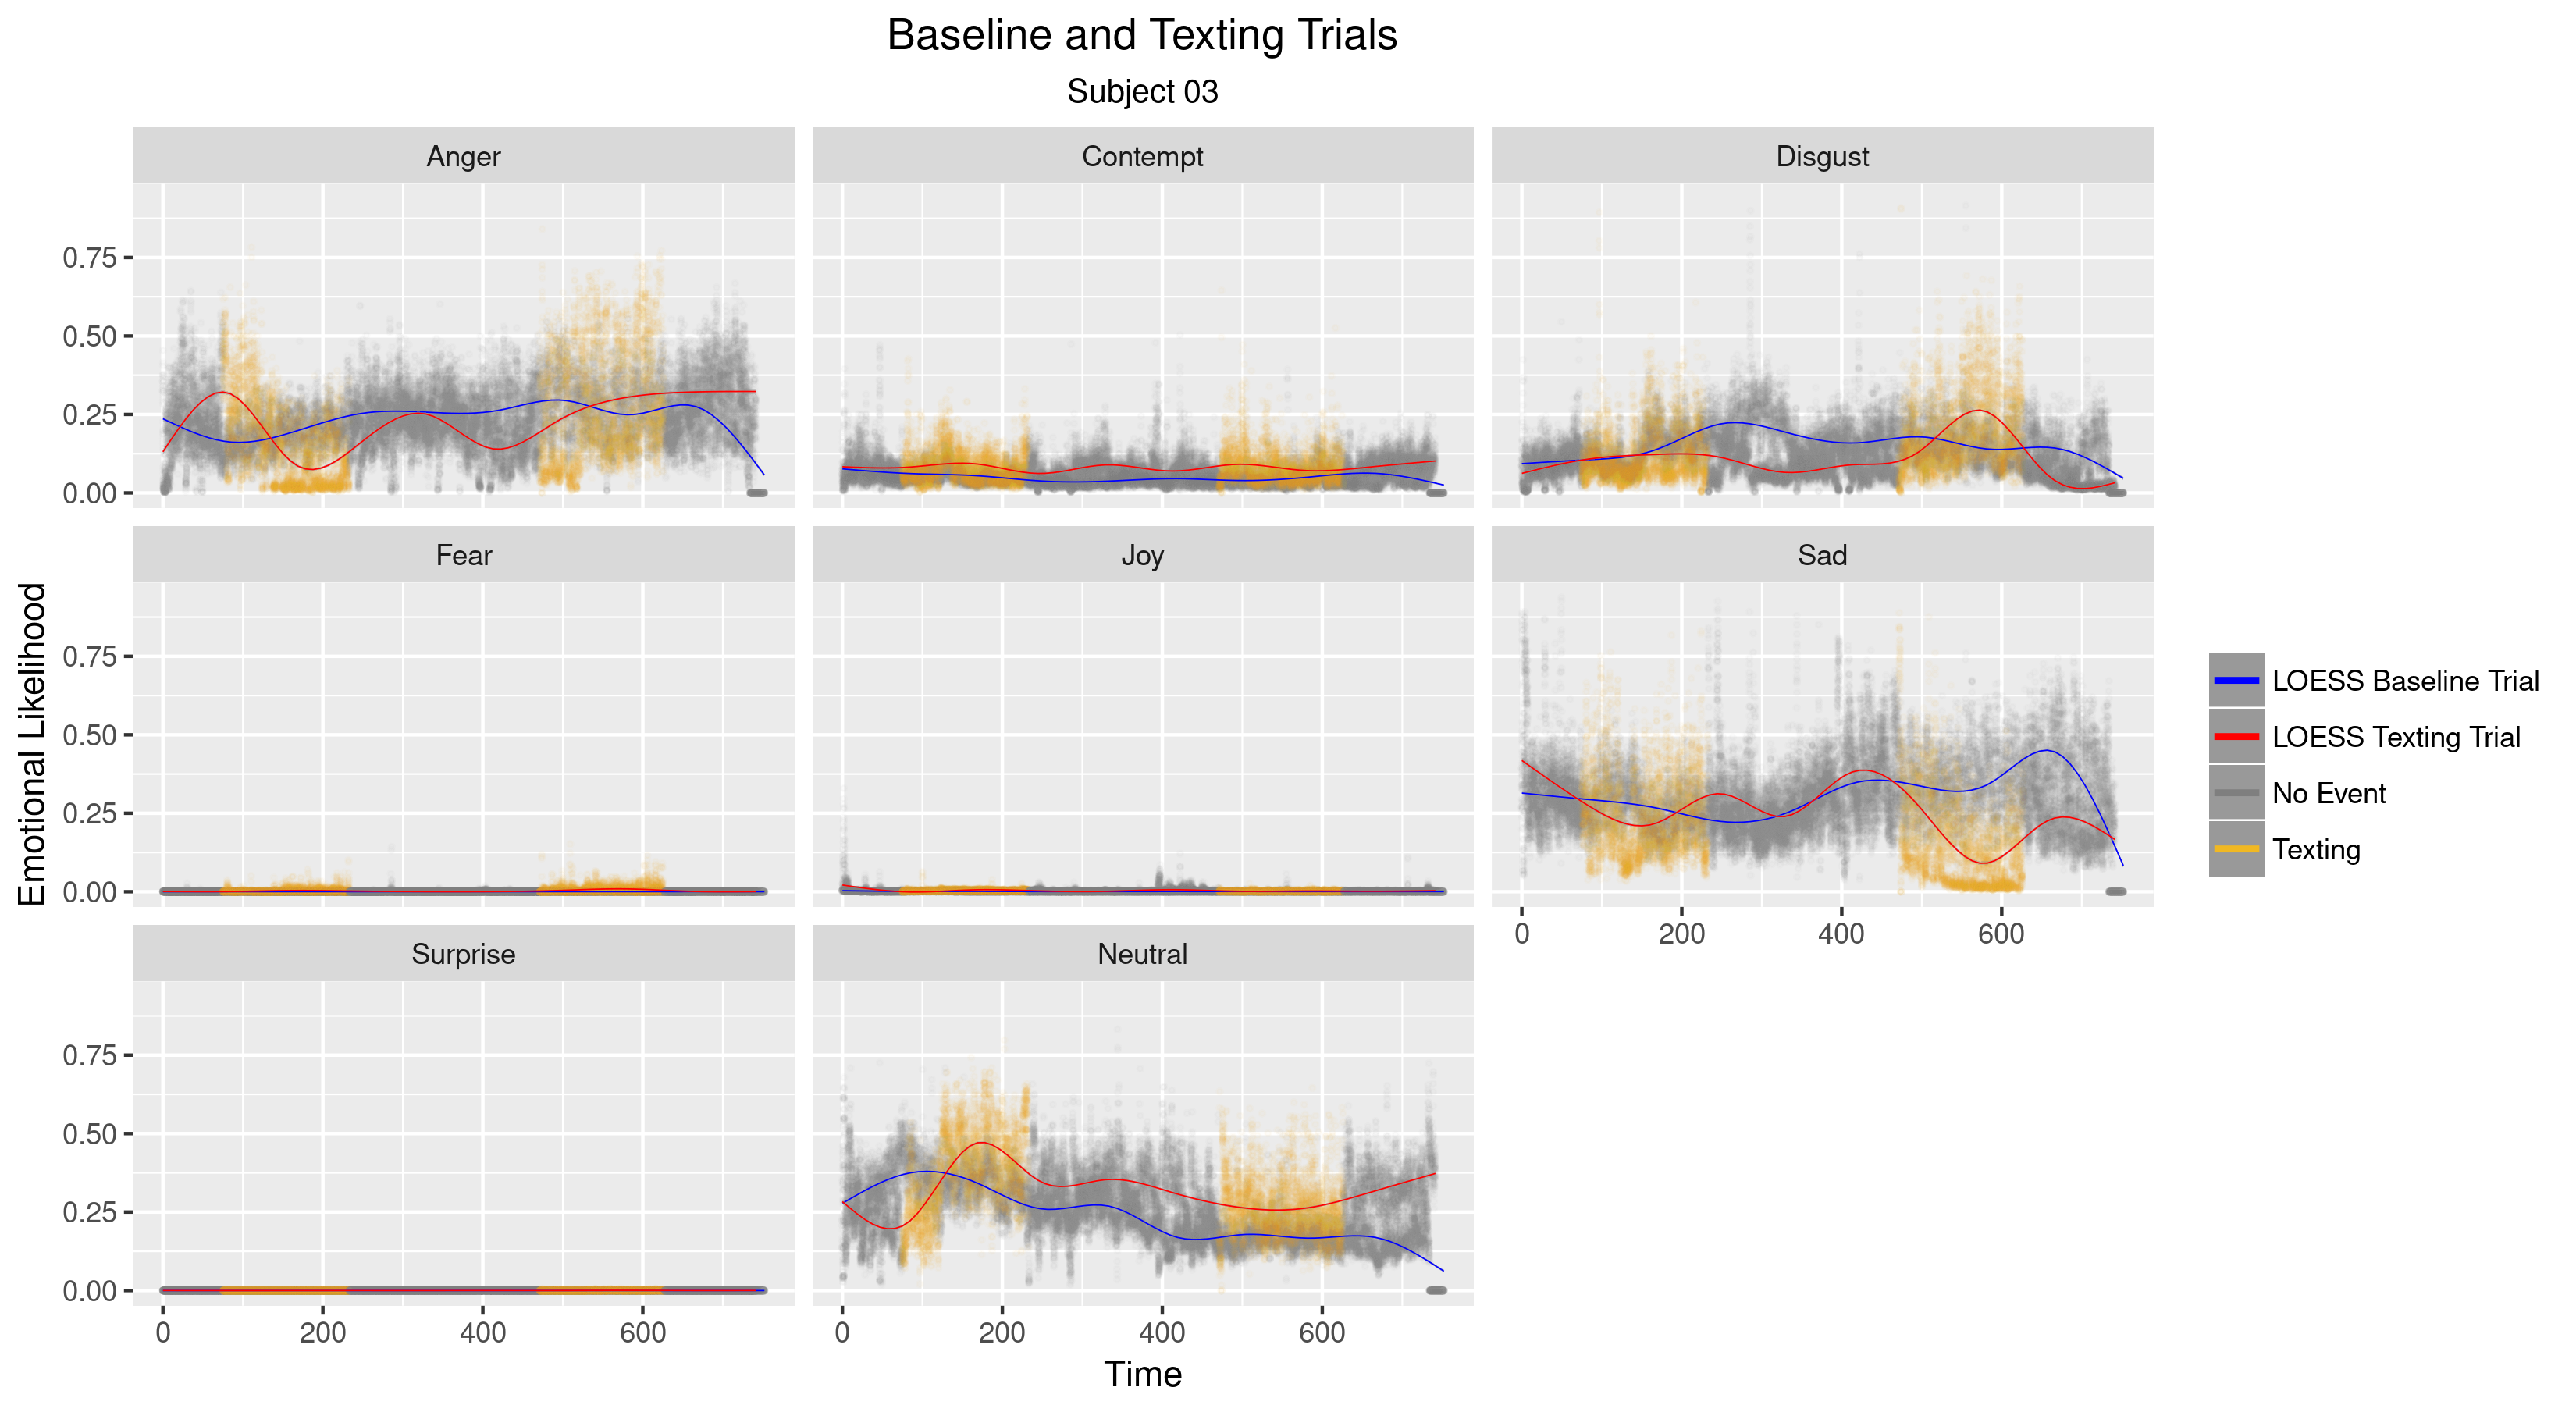 Baseline and Texting Trials
Subject 03
Anger
Contempt
Disgust
0.75
0.50
0.25
0.00
Fear
Joy
Sad
0.75
0.50
0.25
0.00
0 200 400 600
Surprise
Neutral
0.75
0.50
0.25
0.00
0 200 400 600
0 200 400 600
Time
Emotional Likelihood
LOESS Baseline Trial
LOESS Texting Trial
No Event
Texting